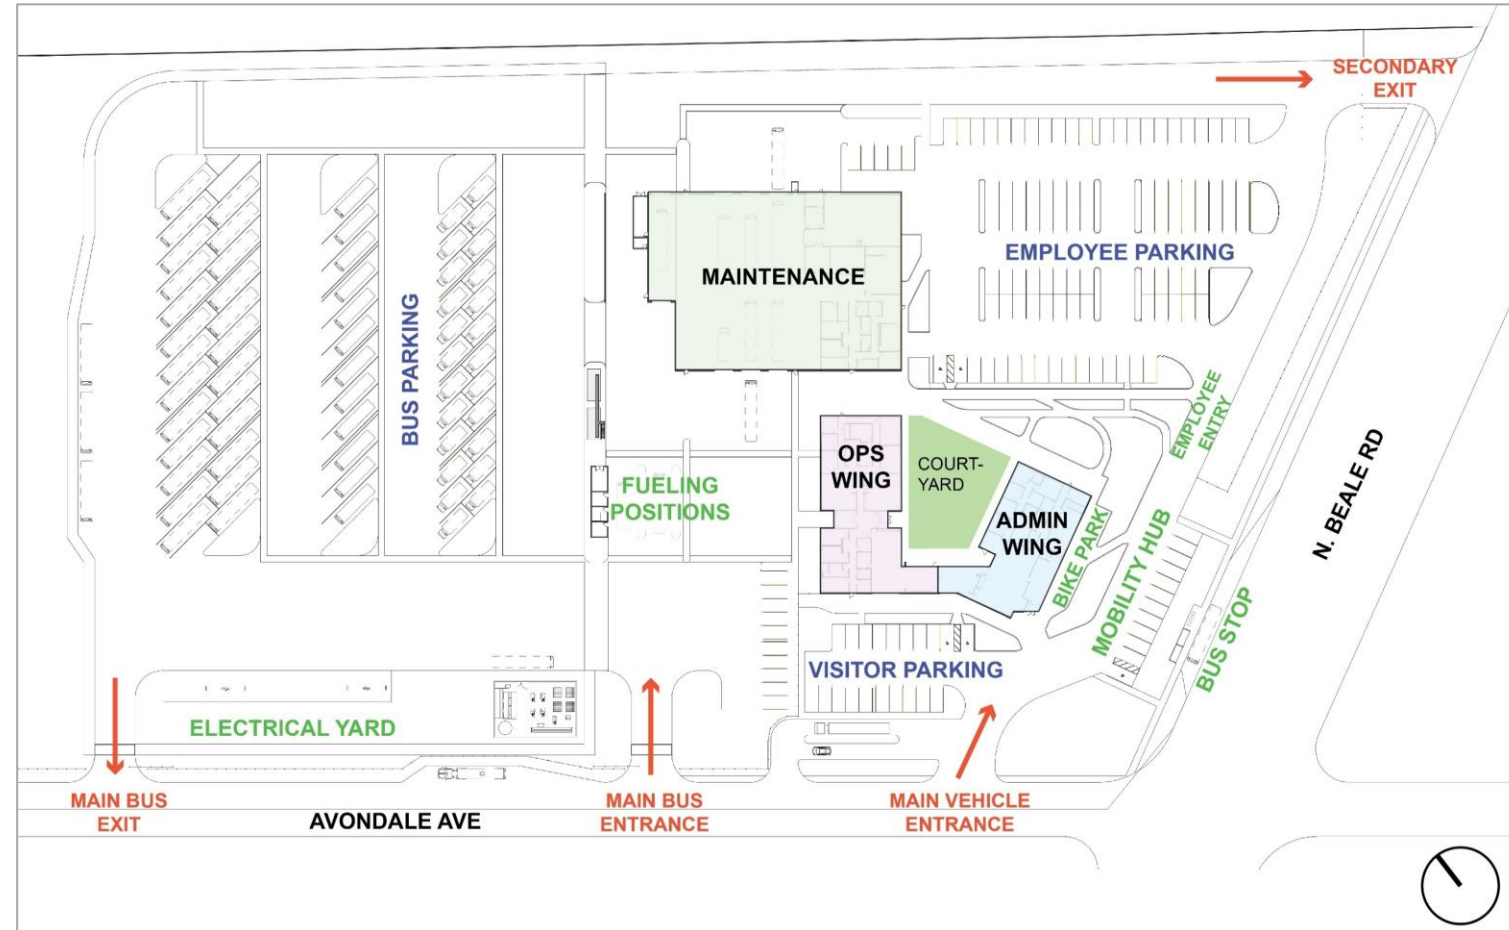 SECONDARY
EXIT
EMPLOYEE PARKING
MAINTENANCE
BUS PARKING
EMPLOYEE
ENTRY
N. BEALE RD
OPS
WING
COURT-
YARD
FUELING
POSITIONS
ADMIN
WING
BIKE PARK
MOBILITY HUB
BUS STOP
VISITOR PARKING
ELECTRICAL YARD
MAIN BUS
EXIT
AVONDALE AVE
MAIN BUS
ENTRANCE
MAIN VEHICLE
ENTRANCE